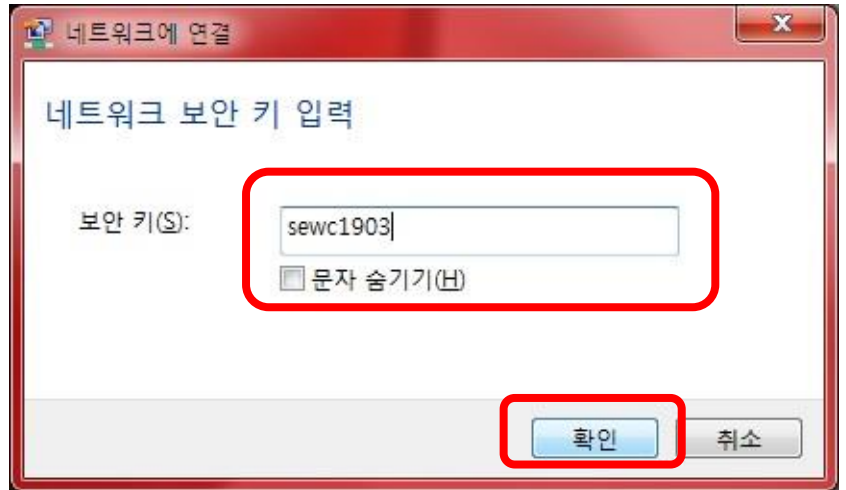 네트워크에 연결
네트워크 보안 키 입력
보안 키(S): sewc1903
문자 숨기기(H)
확인 취소